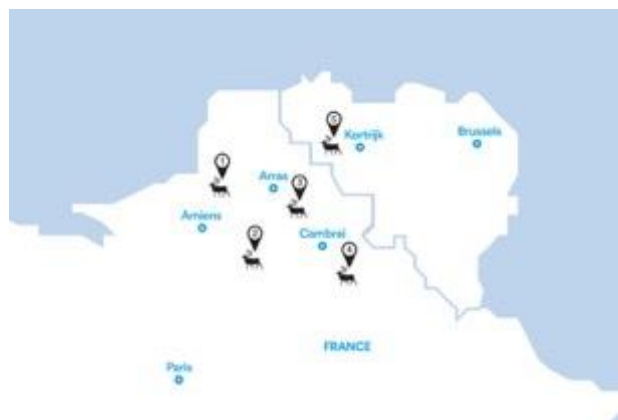 5
Kortrijk
Brussels
1
Arras
3
Amiens
2
Cambrai
4
FRANCE
Paris